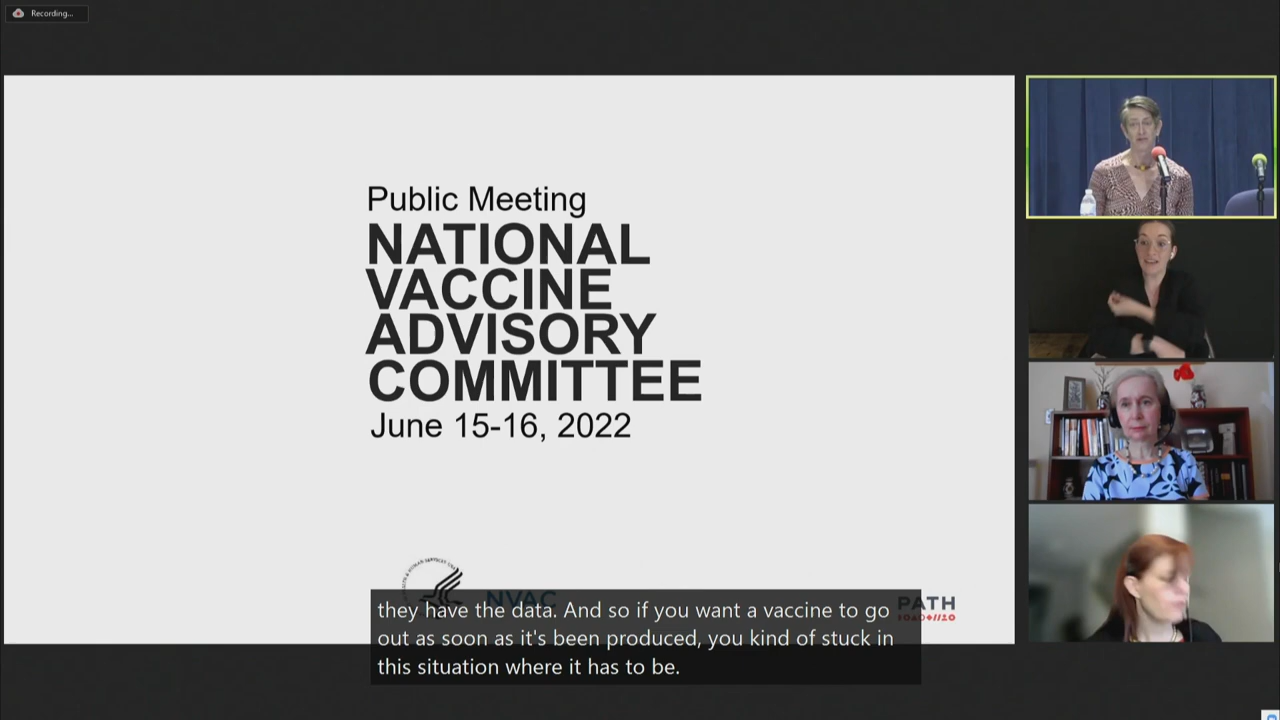 Recording...
Public Meeting
NATIONAL
VACCINE
ADVISORY
COMMITTEE
June 15-16, 2022
NVAC
PATH
they have the data. And so if you want a vaccine to go
out as soon as it's been produced, you kind of stuck in
this situation where it has to be.